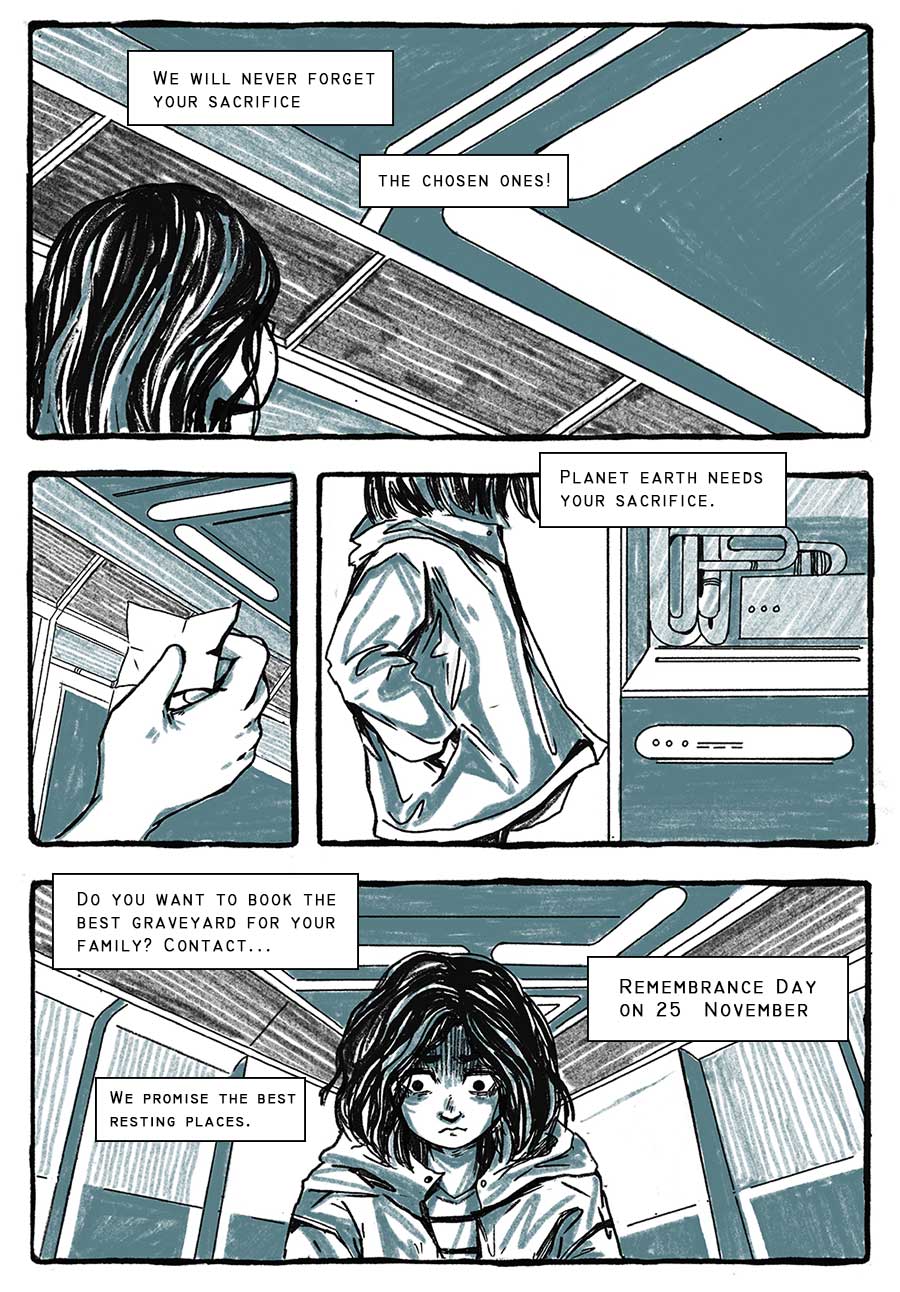 We will never forget
your sacrifice
the chosen ones!
Planet earth needs
your sacrifice.
Do you want to book the
best graveyard for your
family? Contact...
Remembrance Day
on 25 November
We promise the best
resting places.